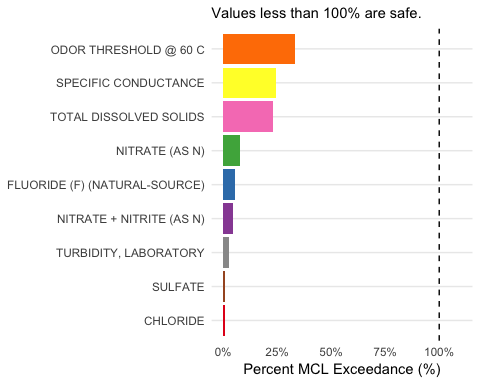 Values less than 100% are safe.
ODOR THRESHOLD @ 60 C
SPECIFIC CONDUCTANCE
TOTAL DISSOLVED SOLIDS
NITRATE (AS N)
FLUORIDE (F) (NATURAL-SOURCE)
NITRATE + NITRITE (AS N)
TURBIDITY, LABORATORY
SULFATE
CHLORIDE
0% 25% 50% 75% 100%
Percent MCL Exceedance (%)